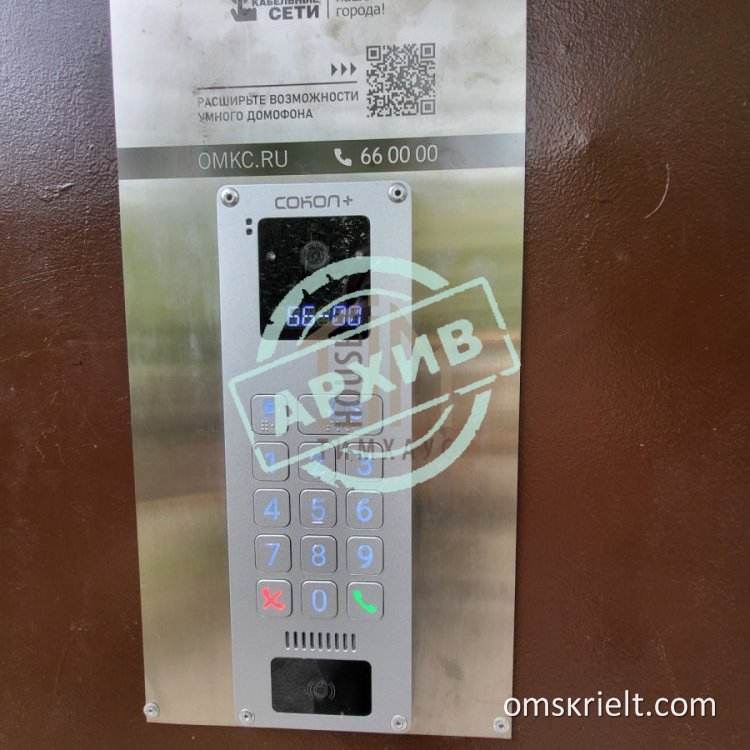 КАБЕЛЬНЫЕ
СЕТИ
города!
РАСШИРЬТЕ ВОЗМОЖНОСТИ
УМНОГО ДОМОФОНА
OMKC.RU
66 00 00
СОКОЛ+
66-00
АРХИВ
ТИМХАУС
1 3
4 5 6
7 8 9
0
omskrielt.com